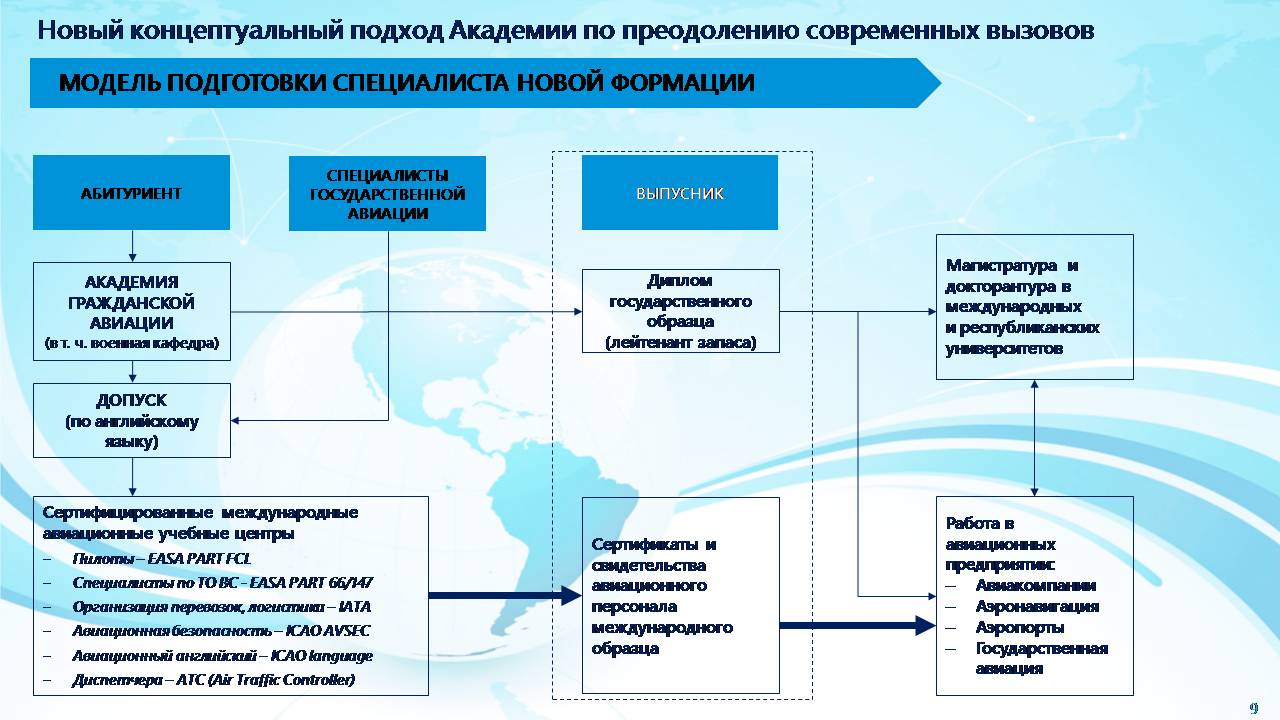 Новый концептуальный подход Академии по преодолению современных вызовов
МОДЕЛЬ ПОДГОТОВКИ СПЕЦИАЛИСТА НОВОЙ ФОРМАЦИИ
АБИТУРИЕНТ
СПЕЦИАЛИСТЫ
ГОСУДАРСТВЕННОЙ
АВИАЦИИ
ВЫПУСНИК
АКАДЕМИЯ
ГРАЖДАНСКОЙ
АВИАЦИИ
(в т. ч. военная кафедра)
Диплом
государственного
образца
(лейтенант запаса)
Магистратура и
докторантура в
международных
и республиканских
университетов
ДОПУСК
(по английскому
языку)
Сертифицированные международные
авиационные учебные центры
– Пилоты – EASA PART FCL
– Специалисты по ТО ВС - EASA PART 66/147
– Организация перевозок, логистика – IATA
– Авиационная безопасность – ICAO AVSEC
– Авиационный английский – ICAO language
– Диспетчера – ATC (Air Traffic Controller)
Сертификаты и
свидетельства
авиационного
персонала
международного
образца
Работа в
авиационных
предприятии:
– Авиакомпании
– Аэронавигация
– Аэропорты
– Государственная
авиация
9